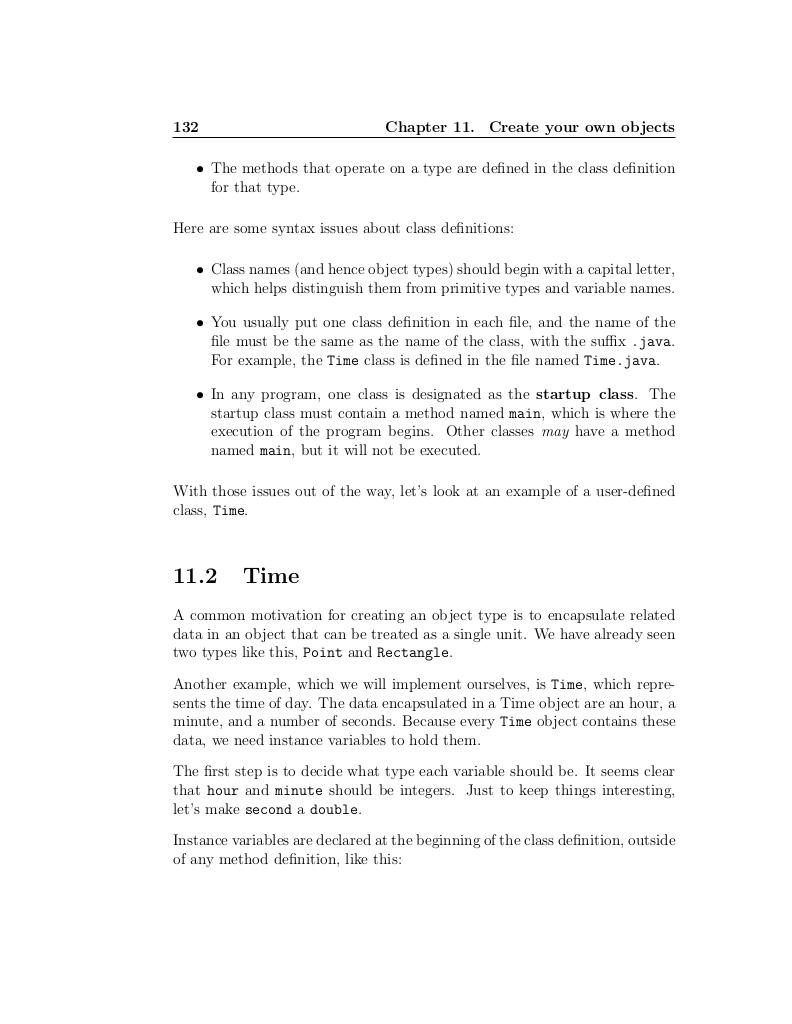 132 Chapter 11. Create your own objects
• The methods that operate on a type are defined in the class definition
for that type.
Here are some syntax issues about class definitions:
• Class names (and hence object types) should begin with a capital letter,
which helps distinguish them from primitive types and variable names.
• You usually put one class definition in each file, and the name of the
file must be the same as the name of the class, with the suffix .java.
For example, the Time class is defined in the file named Time.java.
• In any program, one class is designated as the startup class. The
startup class must contain a method named main, which is where the
execution of the program begins. Other classes may have a method
named main, but it will not be executed.
With those issues out of the way, let's look at an example of a user-defined
class, Time.
11.2 Time
A common motivation for creating an object type is to encapsulate related
data in an object that can be treated as a single unit. We have already seen
two types like this, Point and Rectangle.
Another example, which we will implement ourselves, is Time, which repre-
sents the time of day. The data encapsulated in a Time object are an hour, a
minute, and a number of seconds. Because every Time object contains these
data, we need instance variables to hold them.
The first step is to decide what type each variable should be. It seems clear
that hour and minute should be integers. Just to keep things interesting,
let's make second a double.
Instance variables are declared at the beginning of the class definition, outside
of any method definition, like this: